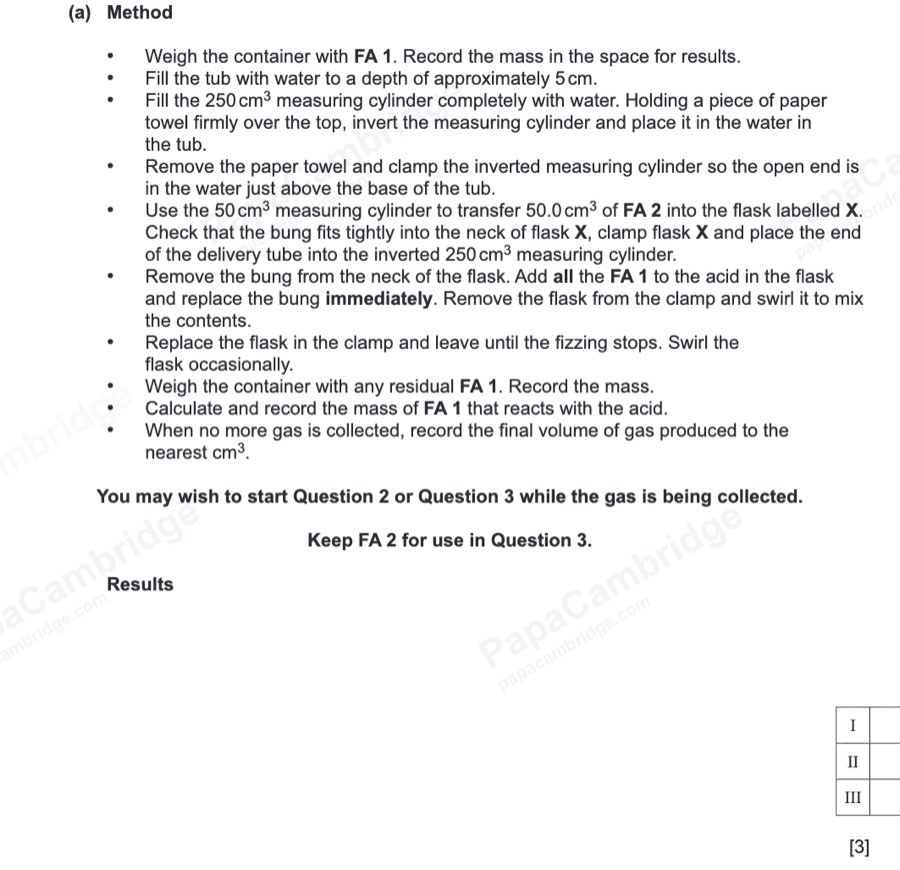 (a) Method
• Weigh the container with FA 1. Record the mass in the space for results.
• Fill the tub with water to a depth of approximately 5 cm.
• Fill the 250 cm³ measuring cylinder completely with water. Holding a piece of paper
towel firmly over the top, invert the measuring cylinder and place it in the water in
the tub.
• Remove the paper towel and clamp the inverted measuring cylinder so the open end is
in the water just above the base of the tub.
• Use the 50 cm³ measuring cylinder to transfer 50.0 cm³ of FA 2 into the flask labelled X.
Check that the bung fits tightly into the neck of flask X, clamp flask X and place the end
of the delivery tube into the inverted 250 cm³ measuring cylinder.
• Remove the bung from the neck of the flask. Add all the FA 1 to the acid in the flask
and replace the bung immediately. Remove the flask from the clamp and swirl it to mix
the contents.
• Replace the flask in the clamp and leave until the fizzing stops. Swirl the
flask occasionally.
• Weigh the container with any residual FA 1. Record the mass.
• Calculate and record the mass of FA 1 that reacts with the acid.
• When no more gas is collected, record the final volume of gas produced to the
nearest cm³.
You may wish to start Question 2 or Question 3 while the gas is being collected.
Keep FA 2 for use in Question 3.
Results
PapaCambridge
papacambridge.com
I
II
III
[3]